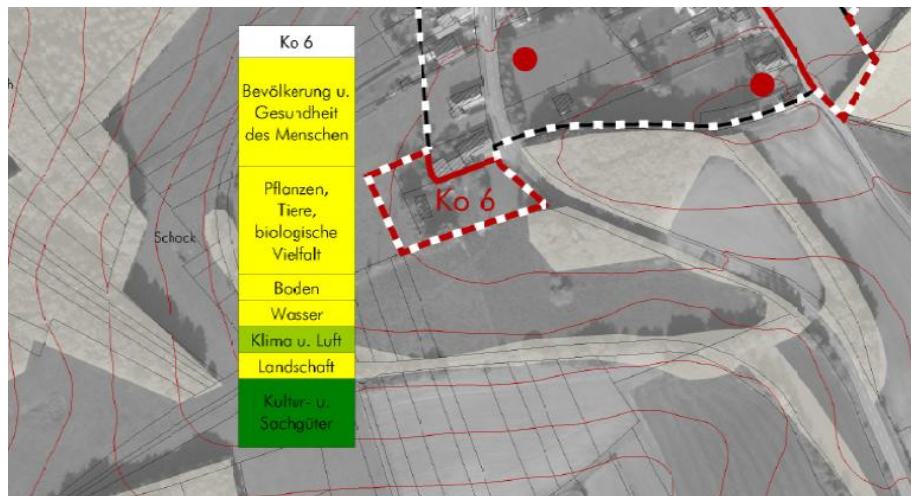 Ko 6
Bevölkerung u.
Gesundheit
des Menschen
Pflanzen,
Tiere,
biologische
Vielfalt
Boden
Wasser
Klima u. Luft
Landschaft
Kultur- u.
Sachgüter
Schock
Ko 6